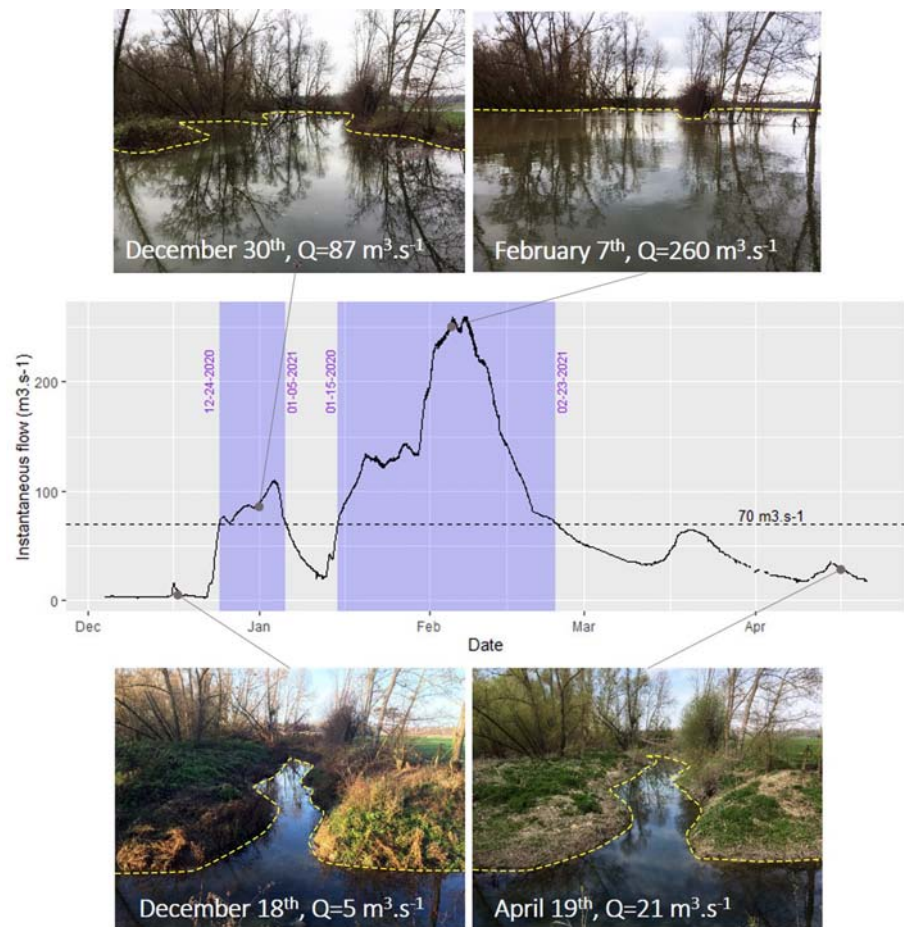 December 30th, Q=87 m³.s⁻¹
February 7th, Q=260 m³.s⁻¹
Instantaneous flow (m3.s-1)
200
100
0
12-24-2020
01-05-2021
01-15-2020
02-23-2021
70 m3.s-1
Dec
Jan
Feb
Mar
Apr
Date
December 18th, Q=5 m³.s⁻¹
April 19th, Q=21 m³.s⁻¹